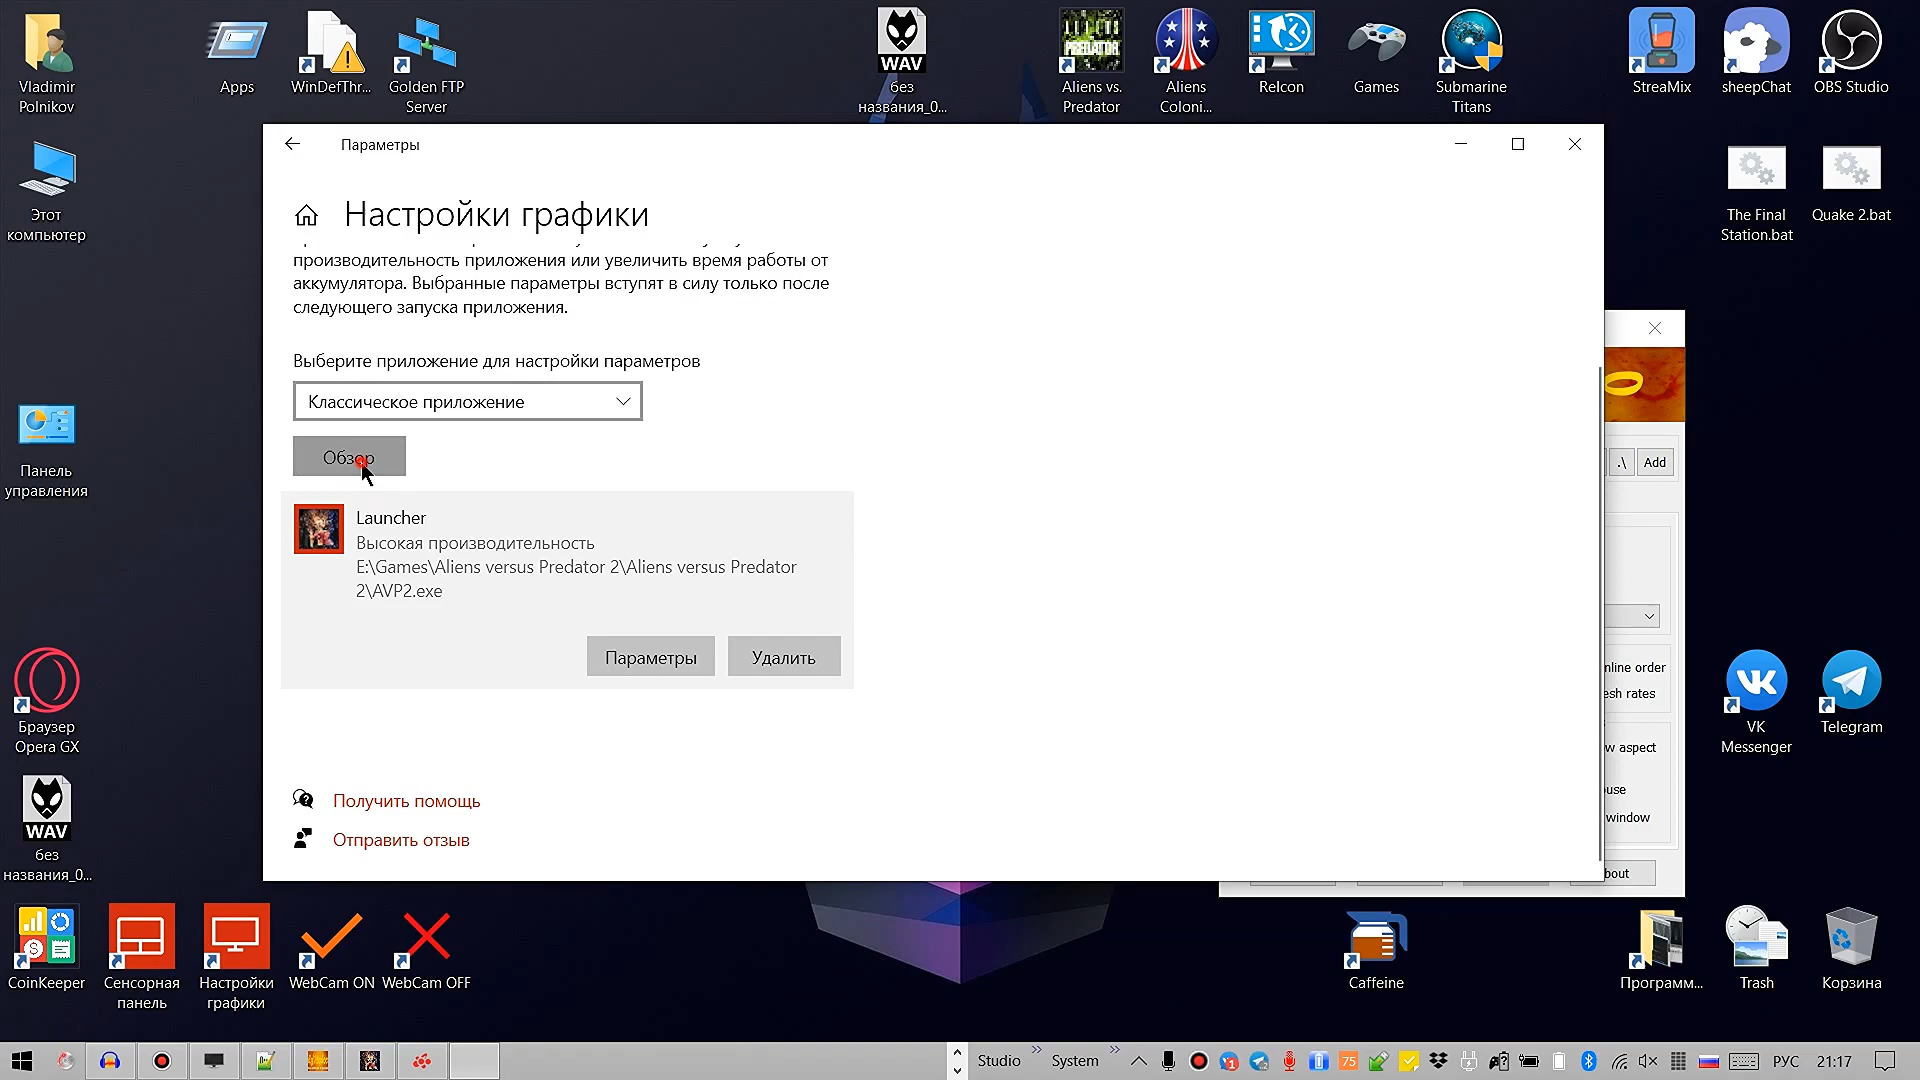 Vladimir
Polnikov
Apps
WinDefThr...
Golden FTP
Server
WAV
без
названия_0...
Aliens vs.
Predator
Aliens
Coloni...
ReIcon
Games
Submarine
Titans
StreaMix
sheepChat
OBS Studio
Этот
компьютер
The Final
Station.bat
Quake 2.bat
Параметры
Настройки графики
производительность приложения или увеличить время работы от
аккумулятора. Выбранные параметры вступят в силу только после
следующего запуска приложения.
Выберите приложение для настройки параметров
Классическое приложение
Обзор
Launcher
Высокая производительность
E:\Games\Aliens versus Predator 2\Aliens versus Predator
2\AVP2.exe
Параметры
Удалить
Получить помощь
Отправить отзыв
.\
Add
nline order
esh rates
w aspect
ouse
window
bout
Панель
управления
Браузер
Opera GX
VK
Messenger
Telegram
WAV
без
названия_0...
CoinKeeper
Сенсорная
панель
Настройки
графики
WebCam ON
WebCam OFF
Caffeine
Программ...
Trash
Корзина
Studio
System
75
РУС
21:17